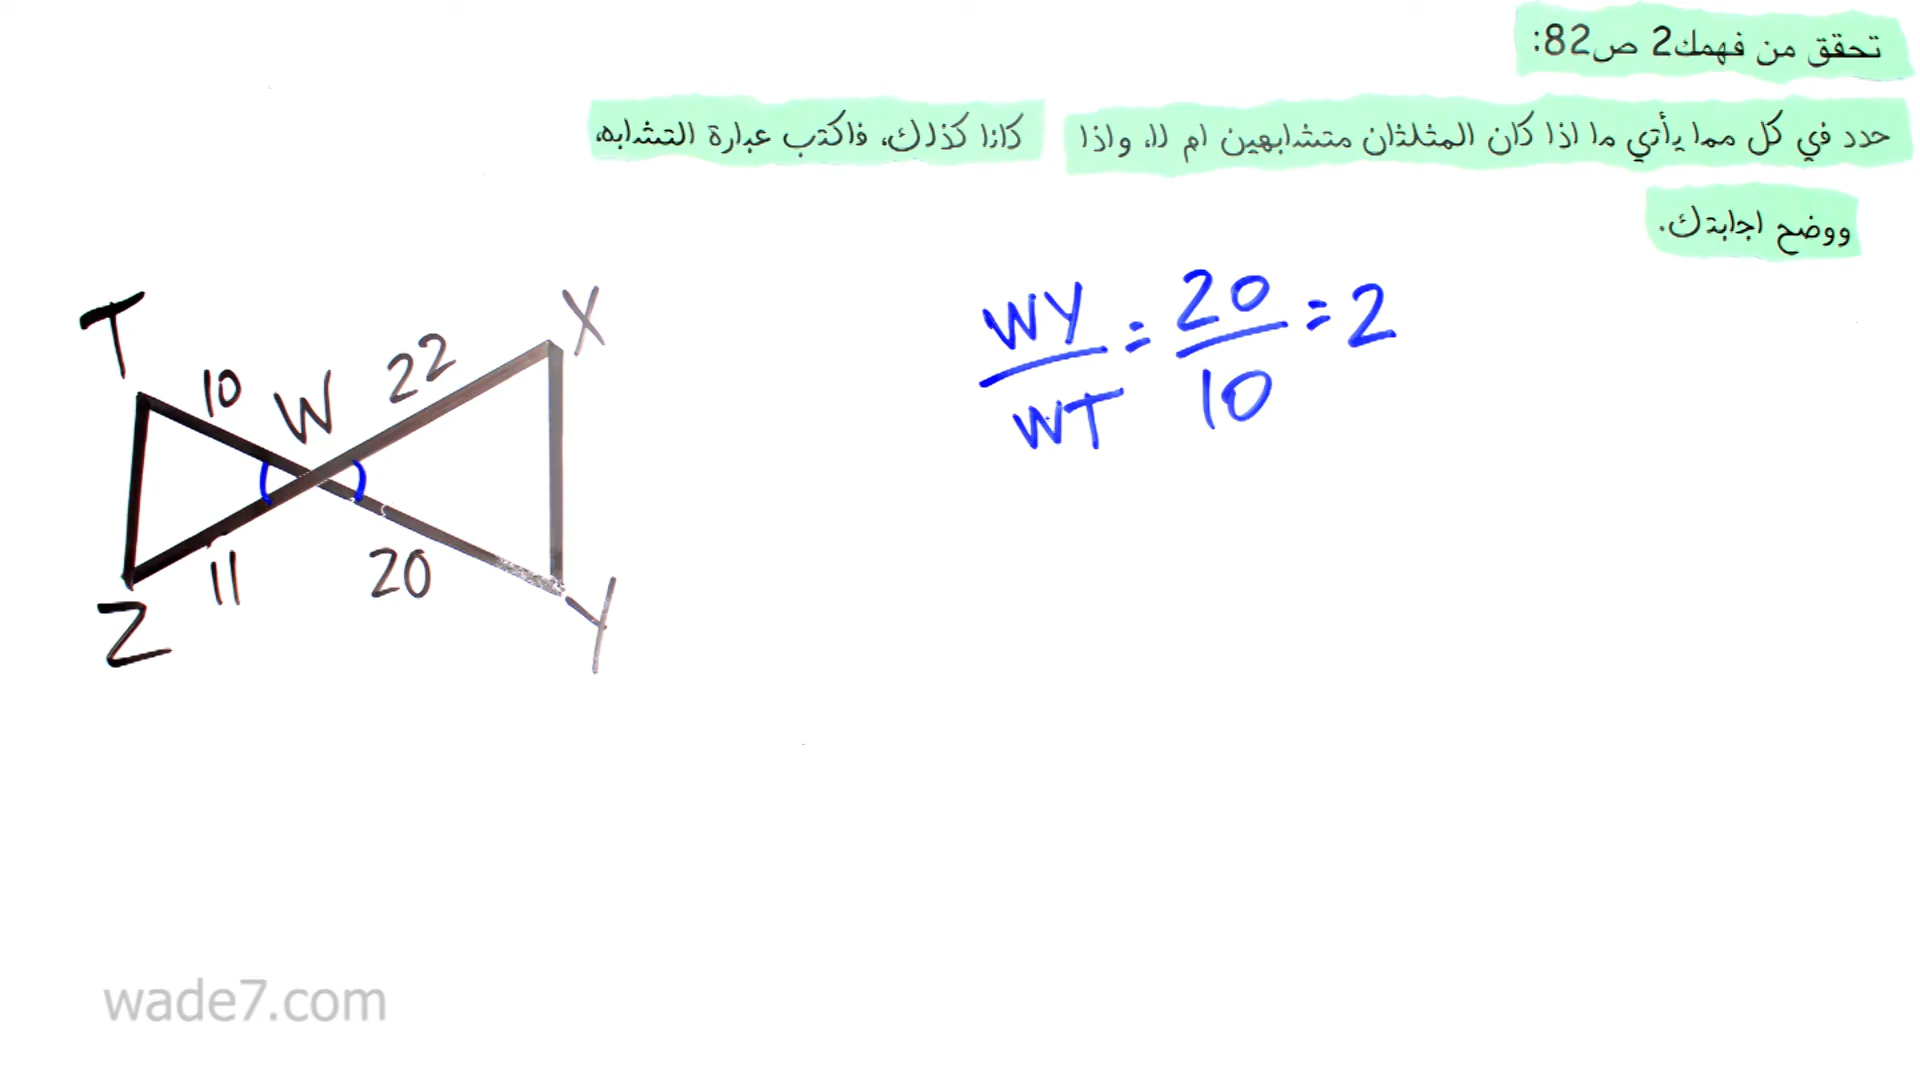 تحقق من فهمك2 ص82:
حدد في كل مما يأتي ما اذا كان المثلثان متشابهين ام لا، واذا كانا كذلك، فاكتب عبارة التشابه،
ووضح اجابتك.
WY/WT = 20/10 = 2
T
X
10
W
22
11
20
Z
Y
wade7.com